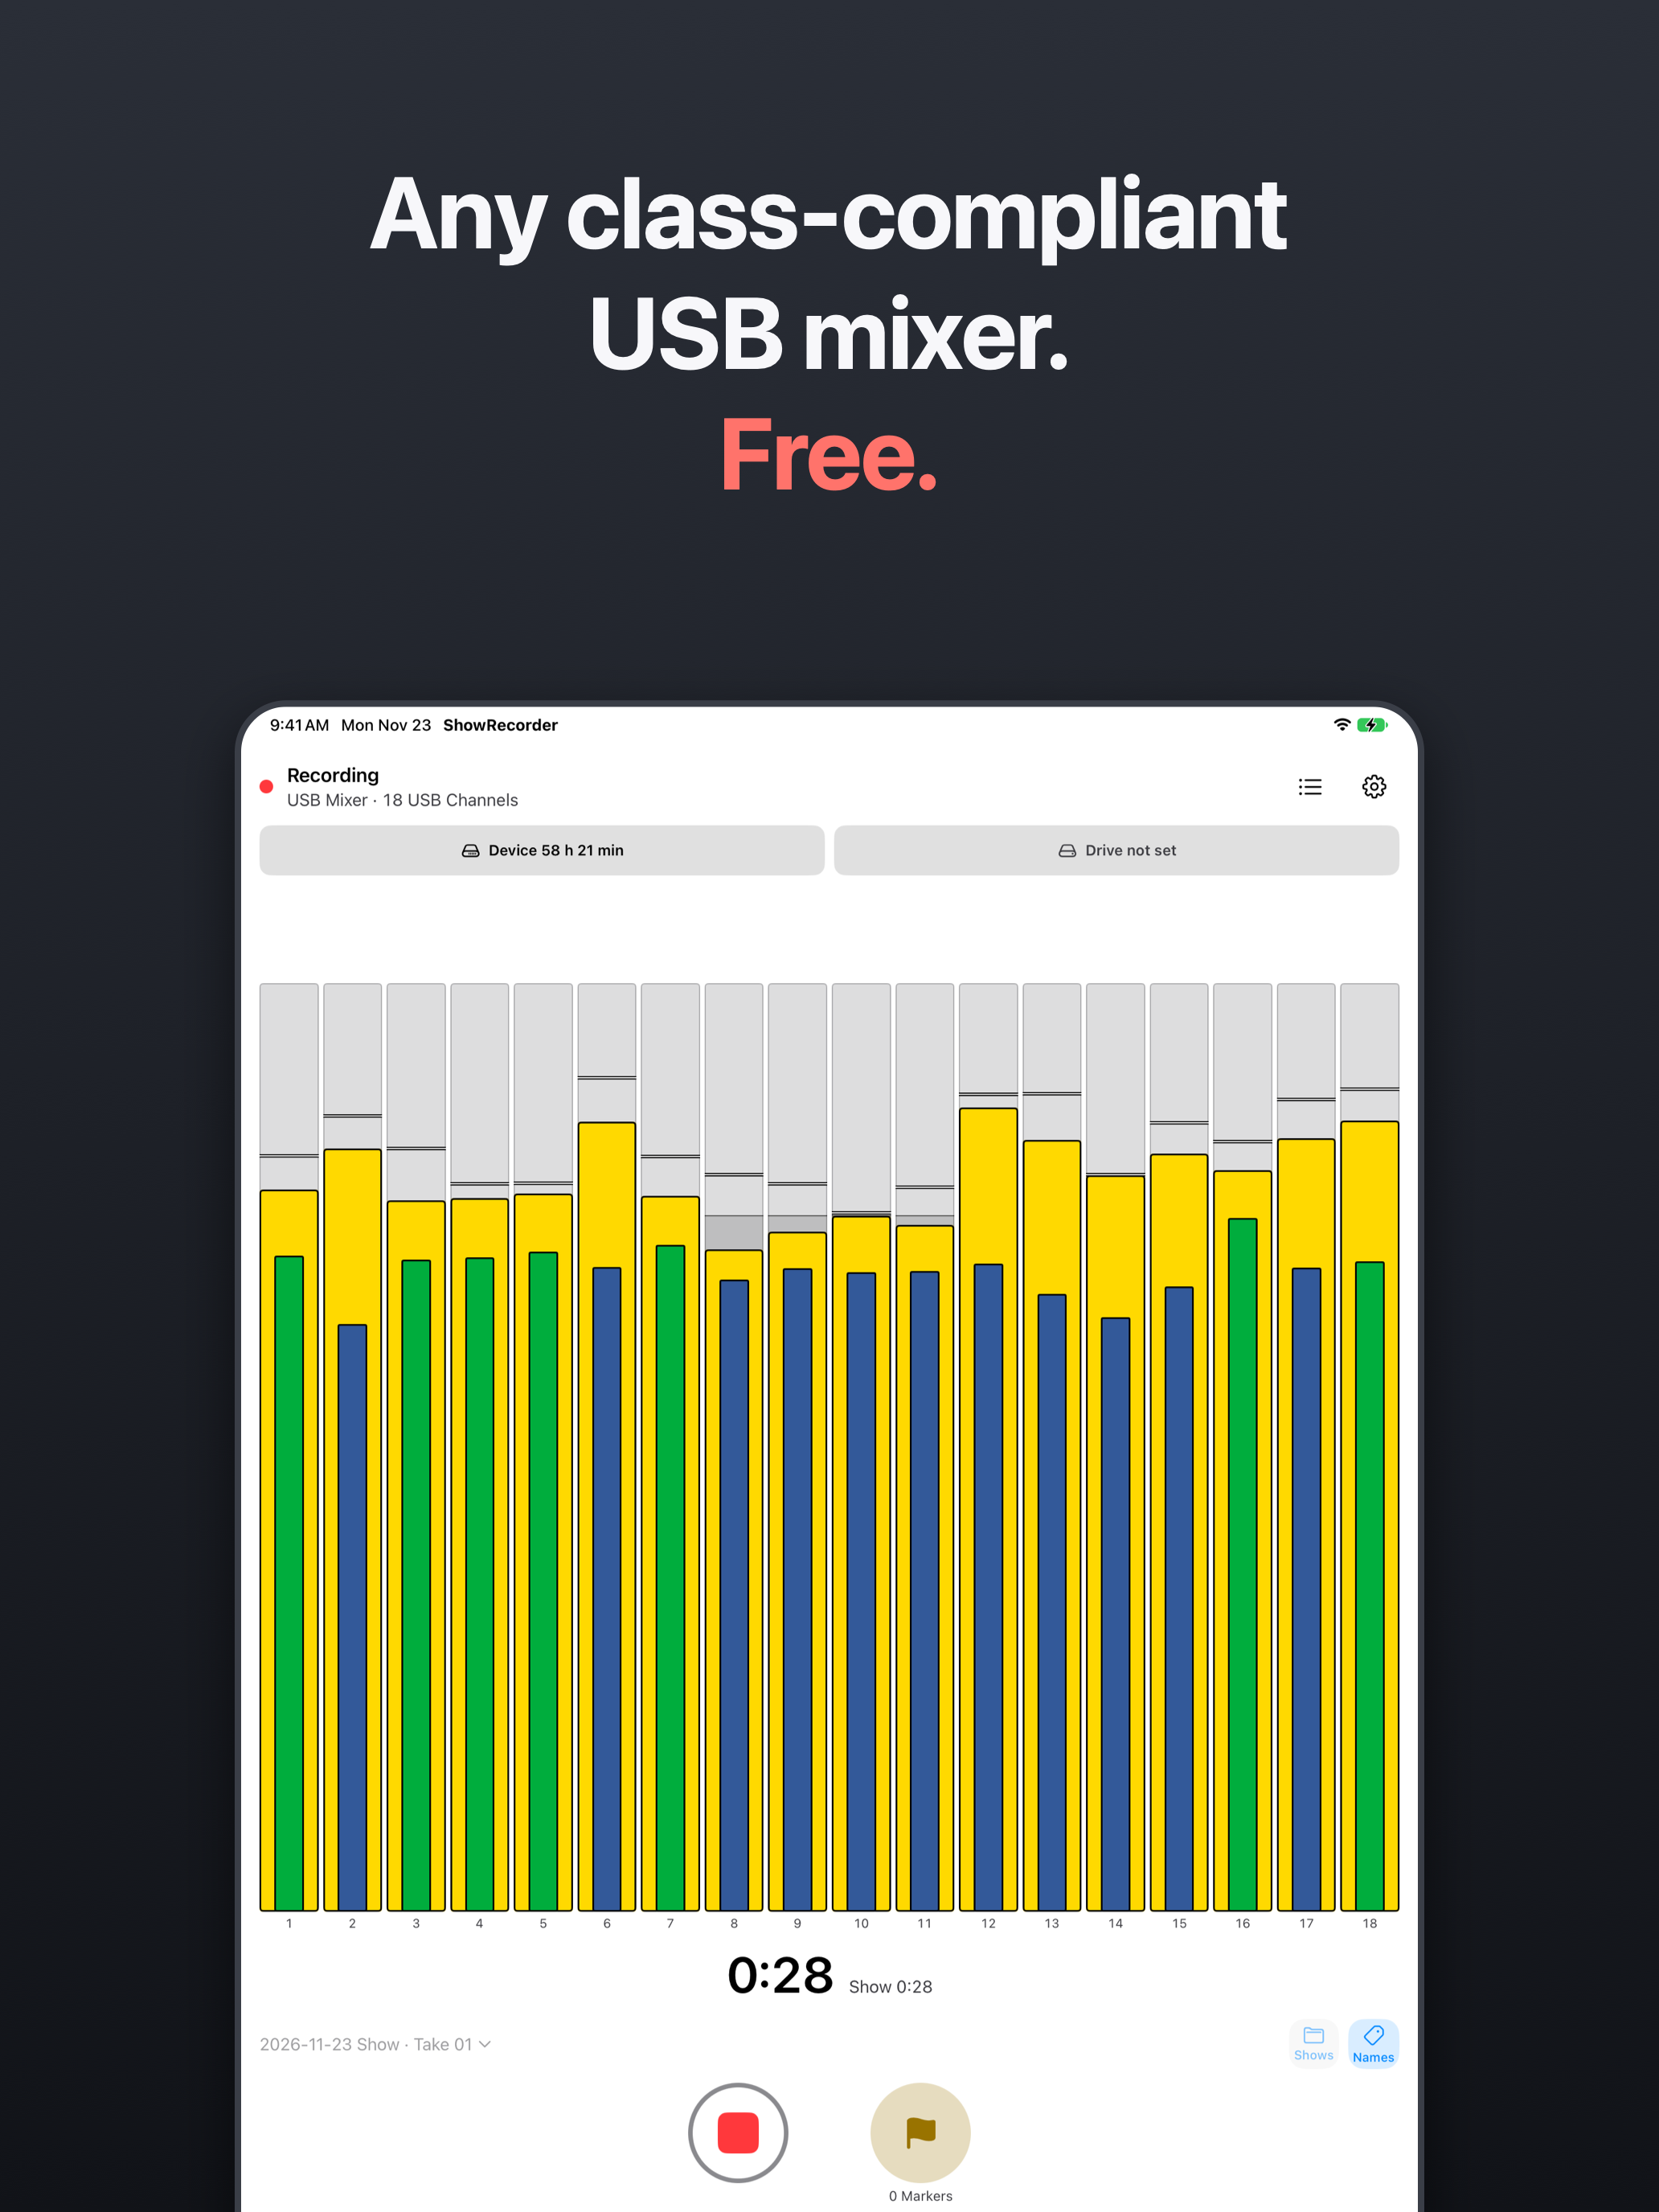 Any class-compliant
USB mixer.
Free.
9:41 AM Mon Nov 23 ShowRecorder
Recording
USB Mixer · 18 USB Channels
Device 58 h 21 min
Drive not set
1 2 3 4 5 6 7 8 9 10 11 12 13 14 15 16 17 18
0:28 Show 0:28
2026-11-23 Show · Take 01
Shows
Names
0 Markers